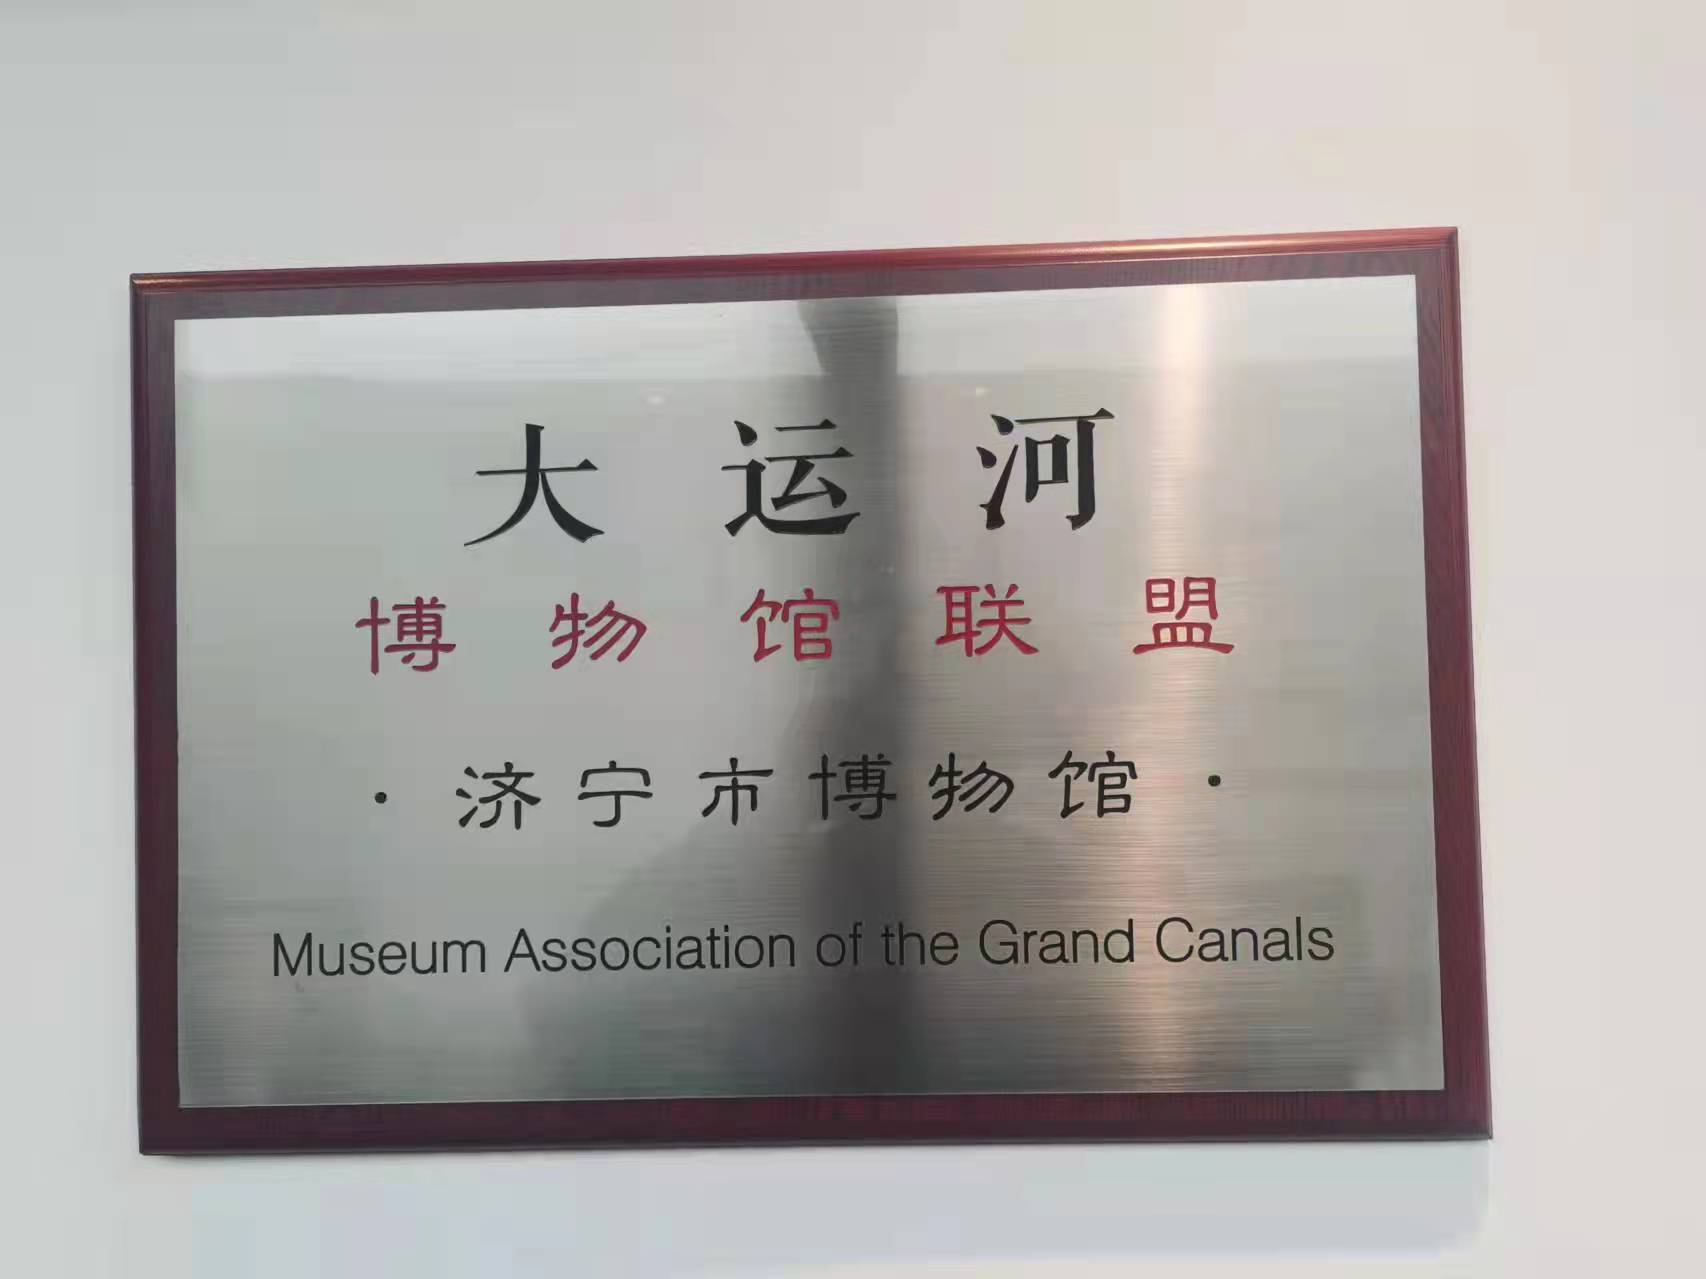 大运河
博物馆联盟
·济宁市博物馆·
Museum Association of the Grand Canals